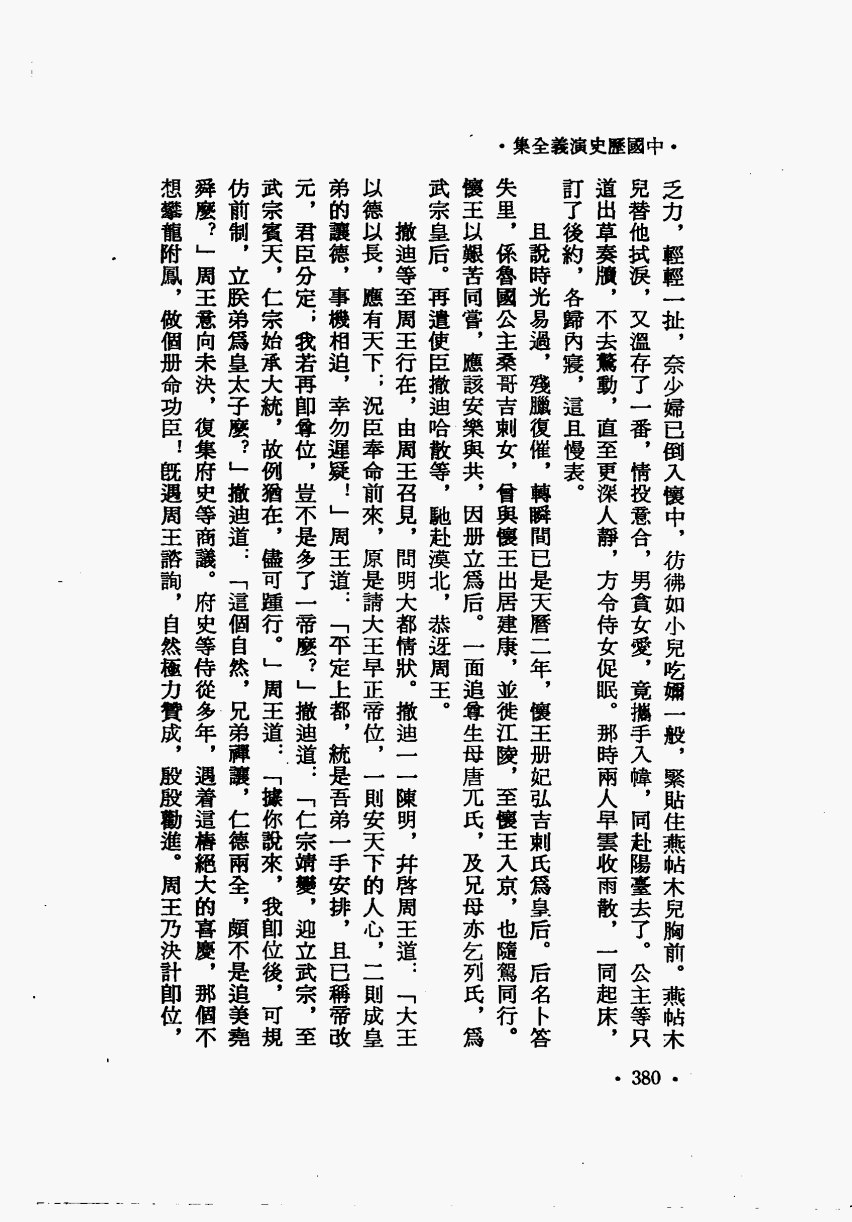 ·中國歷史演義全集·
乏力，輕輕一扯，奈少婦已倒入懷中，彷彿如小兒吃嬭一般，緊貼住燕帖木兒胸前。燕帖木
兒替他拭淚，又溫存了一番，情投意合，男貪女愛，竟攜手入幃，同赴陽臺去了。公主等只
道出草奏牘，不去驚動，直至更深人靜，方令侍女促眠。那時兩人早雲收雨散，一同起床，
訂了後約，各歸內寢，這且慢表。
且說時光易過，殘臘復催，轉瞬間已是天曆二年，懷王册妃弘吉剌氏爲皇后。后名卜答
失里，係魯國公主桑哥吉剌女，曾與懷王出居建康，並徙江陵，至懷王入京，也隨駕同行。
懷王以艱苦同嘗，應該安樂與共，因册立爲后。一面追尊生母唐兀氏，及兄母亦乞列氏，爲
武宗皇后。再遣使臣撒迪哈散等，馳赴漠北，恭迓周王。
撒迪等至周王行在，由周王召見，問明大都情狀。撒迪一一陳明，幷啓周王道：「大王
以德以長，應有天下；況臣奉命前來，原是請大王早正帝位，一則安天下的人心，二則成皇
弟的讓德，事機相迫，幸勿遲疑！」周王道：「平定上都，統是吾弟一手安排，且已稱帝改
元，君臣分定；我若再卽尊位，豈不是多了一帝麼？」撒迪道：「仁宗靖變，迎立武宗，至
武宗賓天，仁宗始承大統，故例猶在，儘可踵行。」周王道：「據你說來，我卽位後，可規
仿前制，立朕弟爲皇太子麼？」撒迪道：「這個自然，兄弟禪讓，仁德兩全，頗不是追美堯
舜麼？」周王意向未決，復集府史等商議。府史等侍從多年，遇着這樁絕大的喜慶，那個不
想攀龍附鳳，做個册命功臣！旣遇周王諮詢，自然極力贊成，殷殷勸進。周王乃決計卽位，
·380·